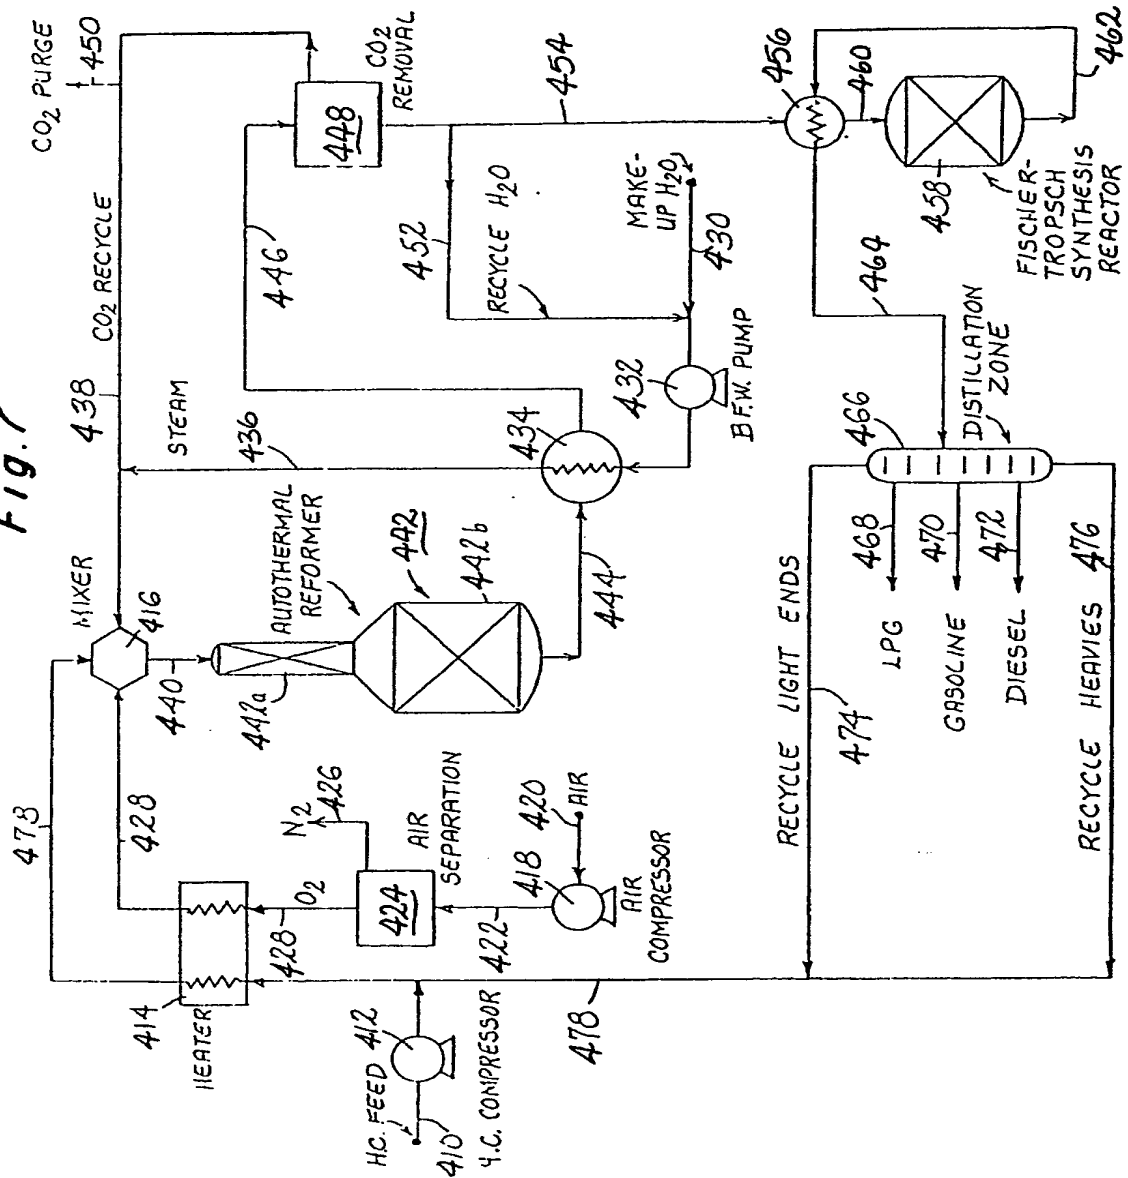 Fig. 7
CO2 PURGE
450
CO2 RECYCLE
438
448
CO2
REMOVAL
446
454
452
RECYCLE H2O
MAKE-
UP H2O
430
432
B.F.W. PUMP
STEAM
436
434
MIXER
416
440
AUTOTHERMAL
REFORMER
442
442a
442b
444
478
428
414
HEATER
428
O2
N2
426
424
AIR
SEPARATION
422
418
420
AIR
AIR
COMPRESSOR
H.C. FEED
412
410
H.C. COMPRESSOR
478
456
460
458
462
FISCHER-
TROPSCH
SYNTHESIS
REACTOR
464
466
DISTILLATION
ZONE
468
LPG
470
GASOLINE
472
DIESEL
474
RECYCLE LIGHT ENDS
476
RECYCLE HEAVIES